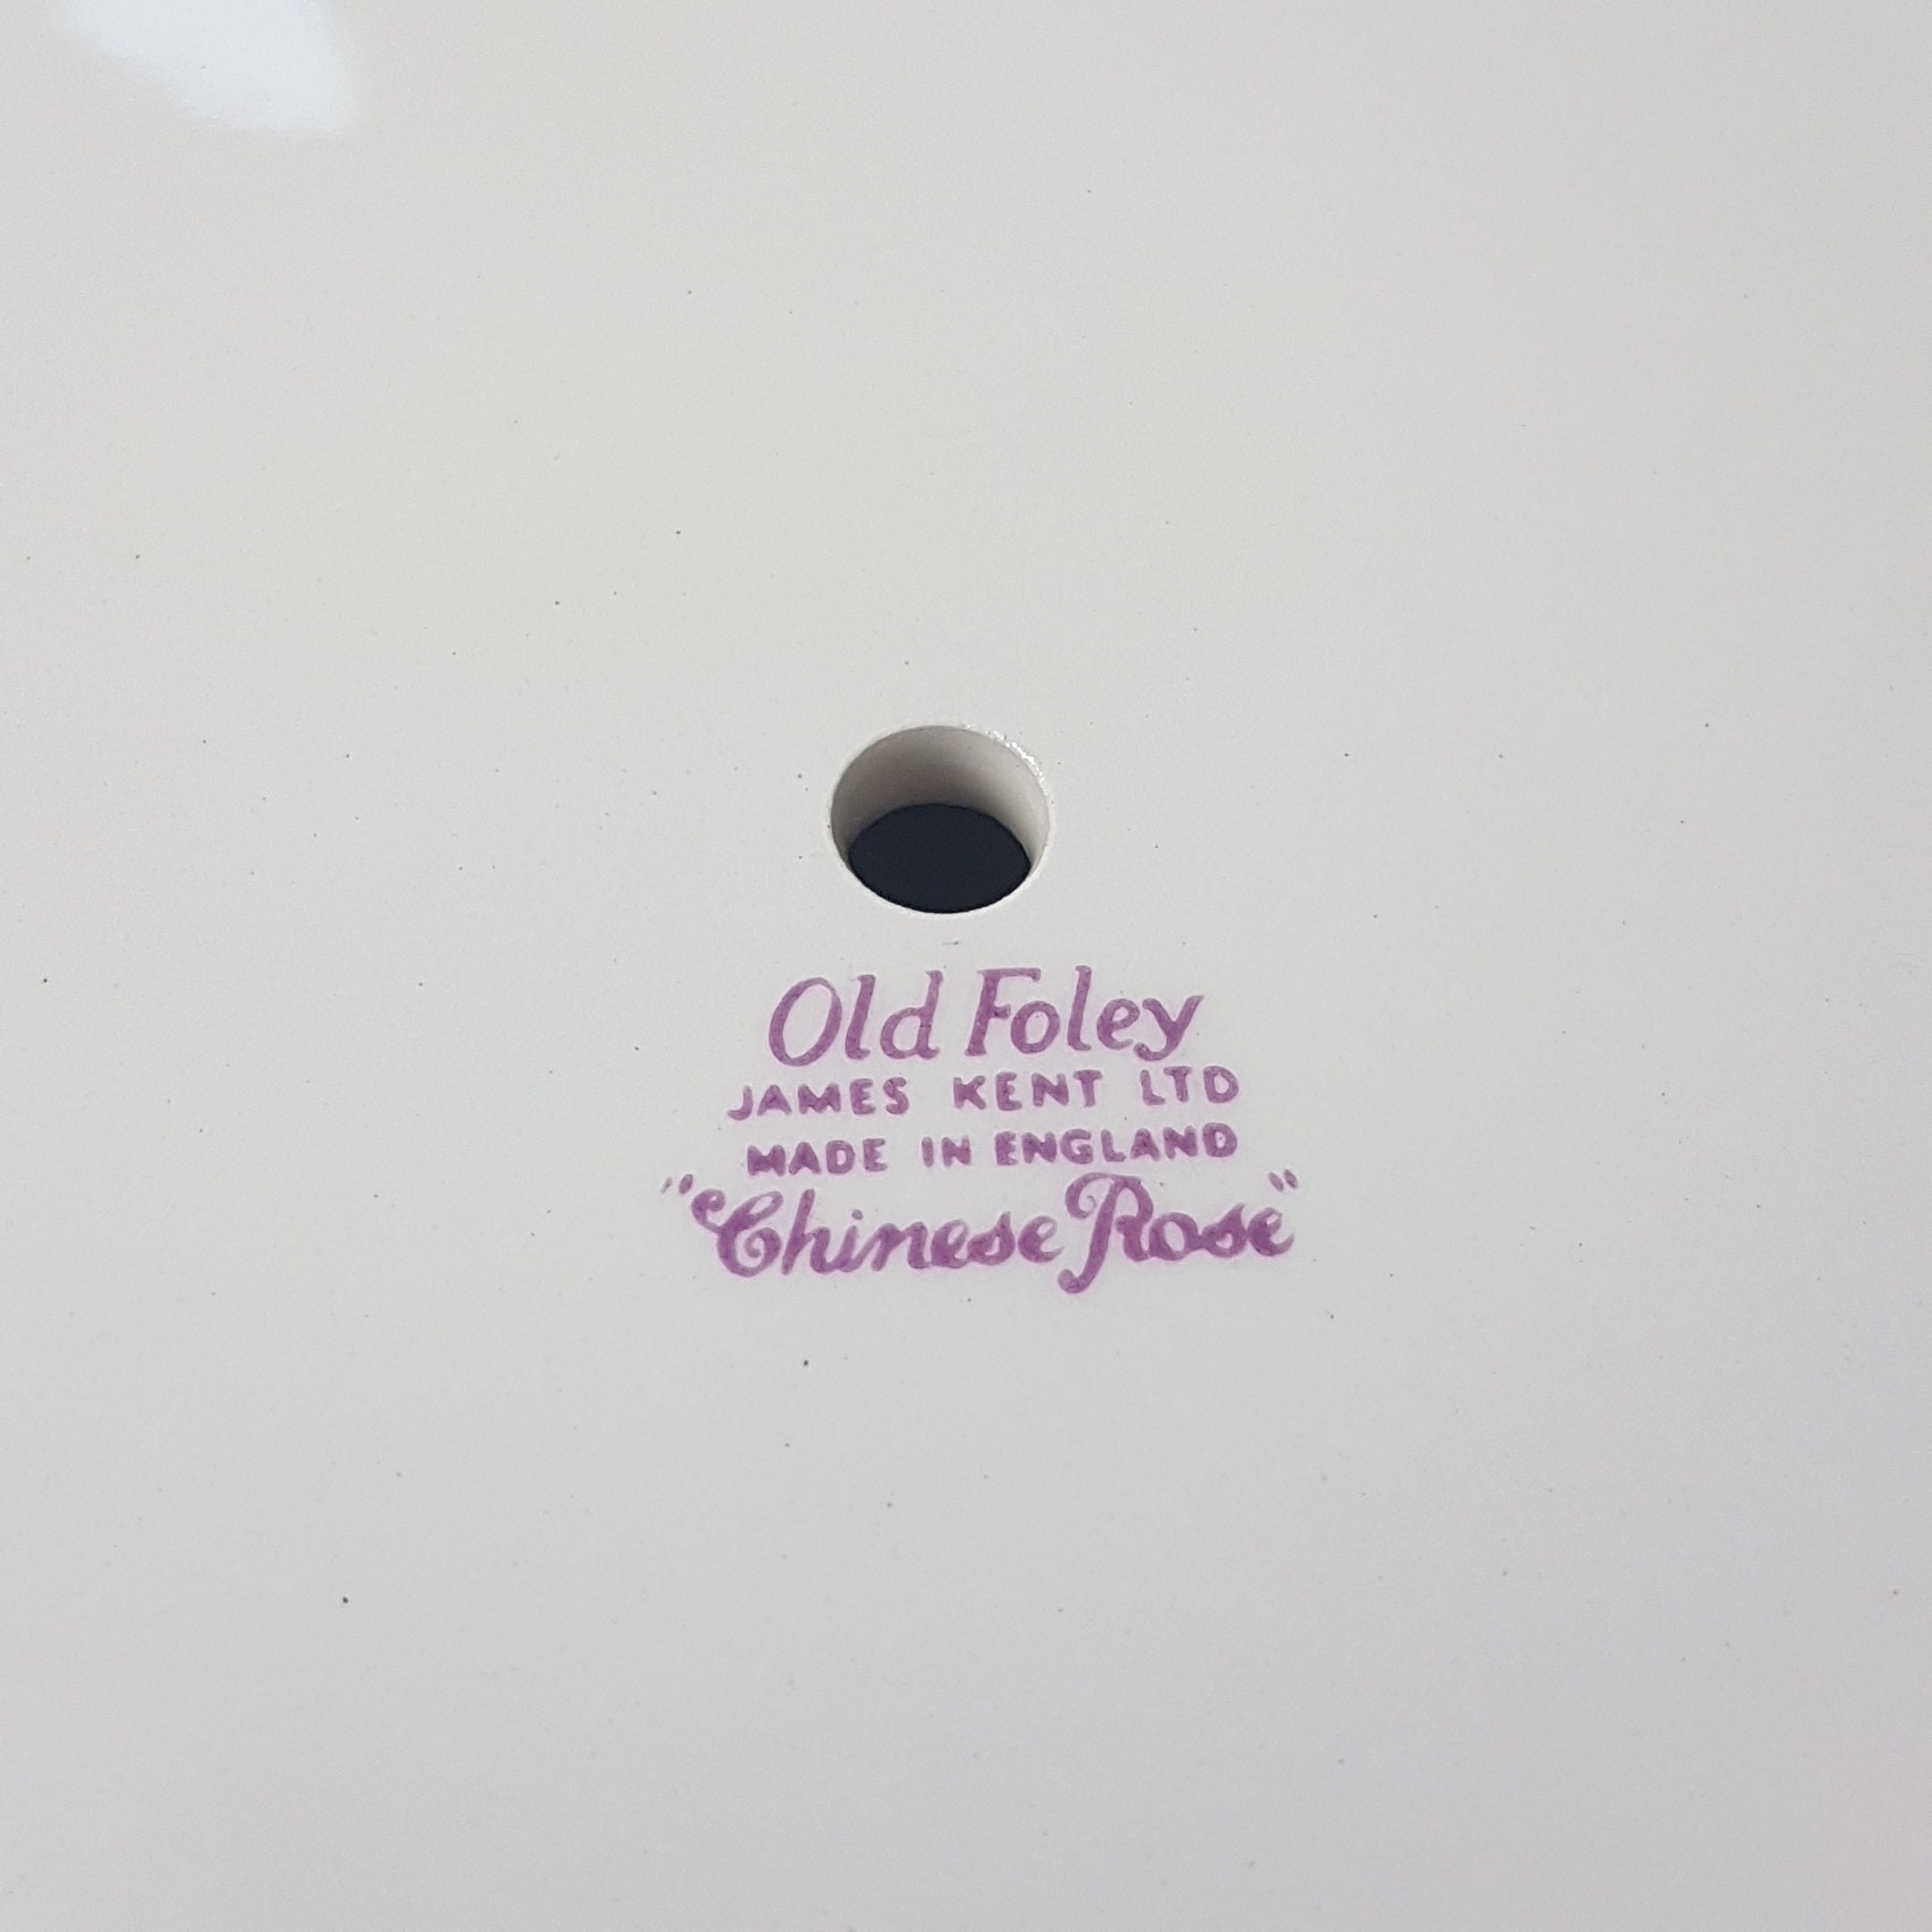 Old Foley
JAMES KENT LTD
MADE IN ENGLAND
"Chinese Rose"